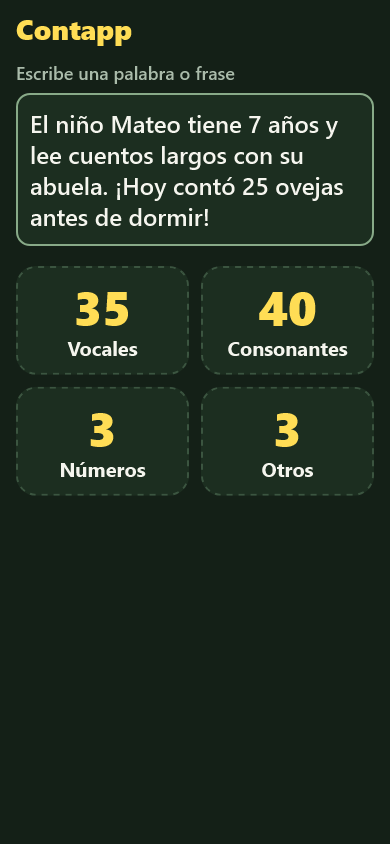 Contapp
Escribe una palabra o frase
El niño Mateo tiene 7 años y
lee cuentos largos con su
abuela. ¡Hoy contó 25 ovejas
antes de dormir!
35
Vocales
40
Consonantes
3
Números
3
Otros